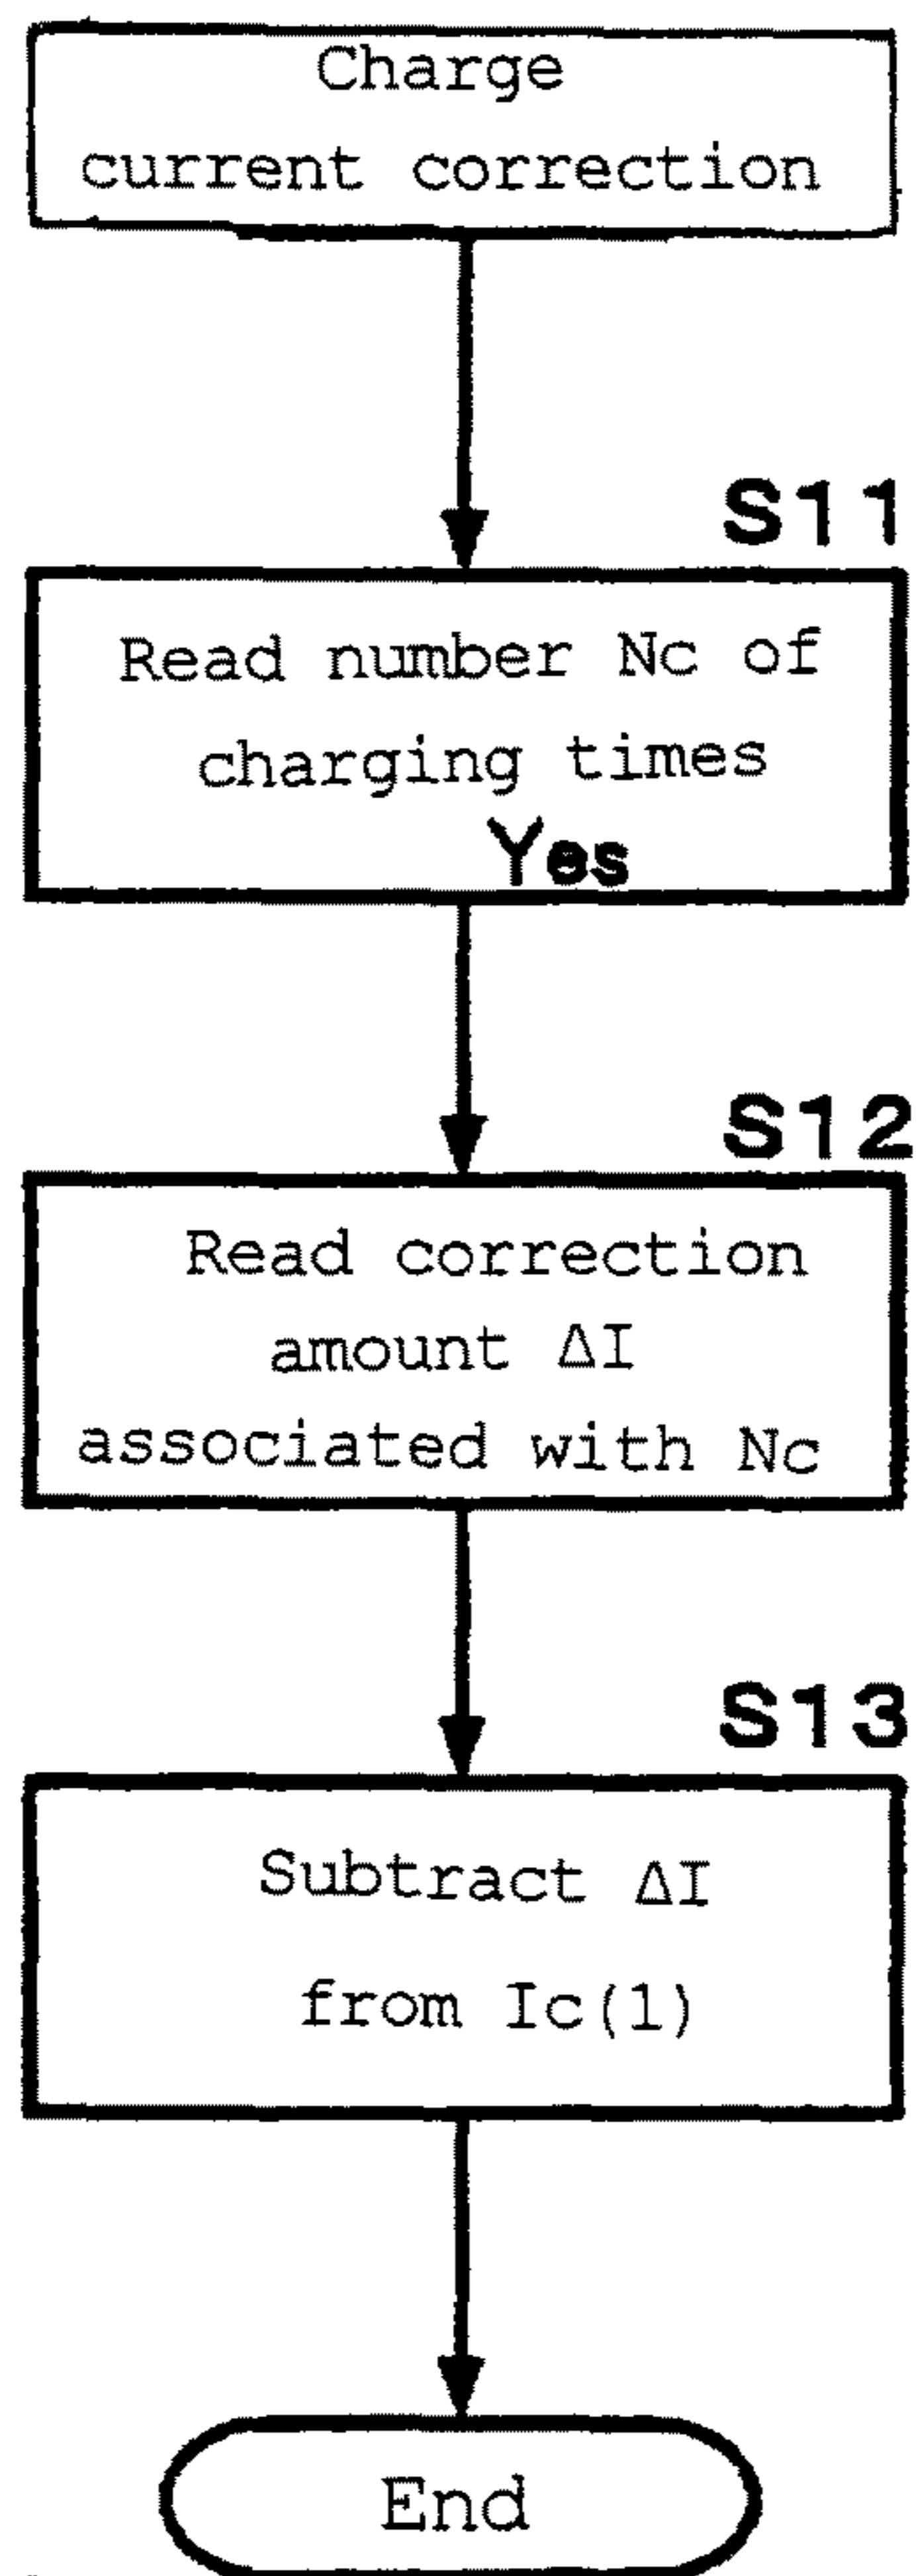 Charge
current correction
S11
Read number Nc of
charging times
Yes
S12
Read correction
amount ΔI
associated with Nc
S13
Subtract ΔI
from Ic(1)
End